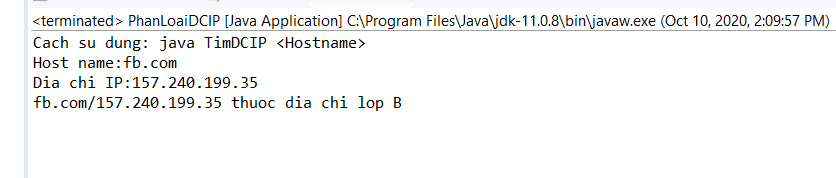 <terminated> PhanLoaiDCIP [Java Application] C:\Program Files\Java\jdk-11.0.8\bin\javaw.exe (Oct 10, 2020, 2:09:57 PM)
Cach su dung: java TimDCIP <Hostname>
Host name:fb.com
Dia chi IP:157.240.199.35
fb.com/157.240.199.35 thuoc dia chi lop B